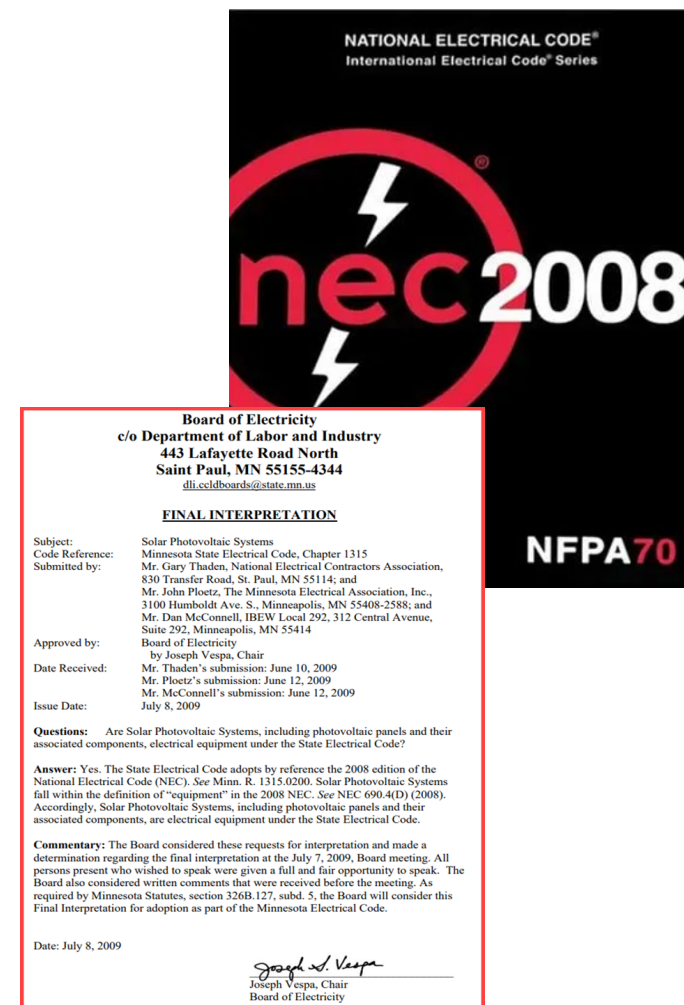 NATIONAL ELECTRICAL CODE®
International Electrical Code® Series
®
nec2008
NFPA70
Board of Electricity
c/o Department of Labor and Industry
443 Lafayette Road North
Saint Paul, MN 55155-4344
dli.ccldboards@state.mn.us
FINAL INTERPRETATION
Subject: Solar Photovoltaic Systems
Code Reference: Minnesota State Electrical Code, Chapter 1315
Submitted by: Mr. Gary Thaden, National Electrical Contractors Association,
830 Transfer Road, St. Paul, MN 55114; and
Mr. John Ploetz, The Minnesota Electrical Association, Inc.,
3100 Humboldt Ave. S., Minneapolis, MN 55408-2588; and
Mr. Dan McConnell, IBEW Local 292, 312 Central Avenue,
Suite 292, Minneapolis, MN 55414
Approved by: Board of Electricity
by Joseph Vespa, Chair
Date Received: Mr. Thaden's submission: June 10, 2009
Mr. Ploetz's submission: June 12, 2009
Mr. McConnell's submission: June 12, 2009
Issue Date: July 8, 2009
Questions: Are Solar Photovoltaic Systems, including photovoltaic panels and their
associated components, electrical equipment under the State Electrical Code?
Answer: Yes. The State Electrical Code adopts by reference the 2008 edition of the
National Electrical Code (NEC). See Minn. R. 1315.0200. Solar Photovoltaic Systems
fall within the definition of "equipment" in the 2008 NEC. See NEC 690.4(D) (2008).
Accordingly, Solar Photovoltaic Systems, including photovoltaic panels and their
associated components, are electrical equipment under the State Electrical Code.
Commentary: The Board considered these requests for interpretation and made a
determination regarding the final interpretation at the July 7, 2009, Board meeting. All
persons present who wished to speak were given a full and fair opportunity to speak. The
Board also considered written comments that were received before the meeting. As
required by Minnesota Statutes, section 326B.127, subd. 5, the Board will consider this
Final Interpretation for adoption as part of the Minnesota Electrical Code.
Date: July 8, 2009
Joseph S. Vespa
Joseph Vespa, Chair
Board of Electricity